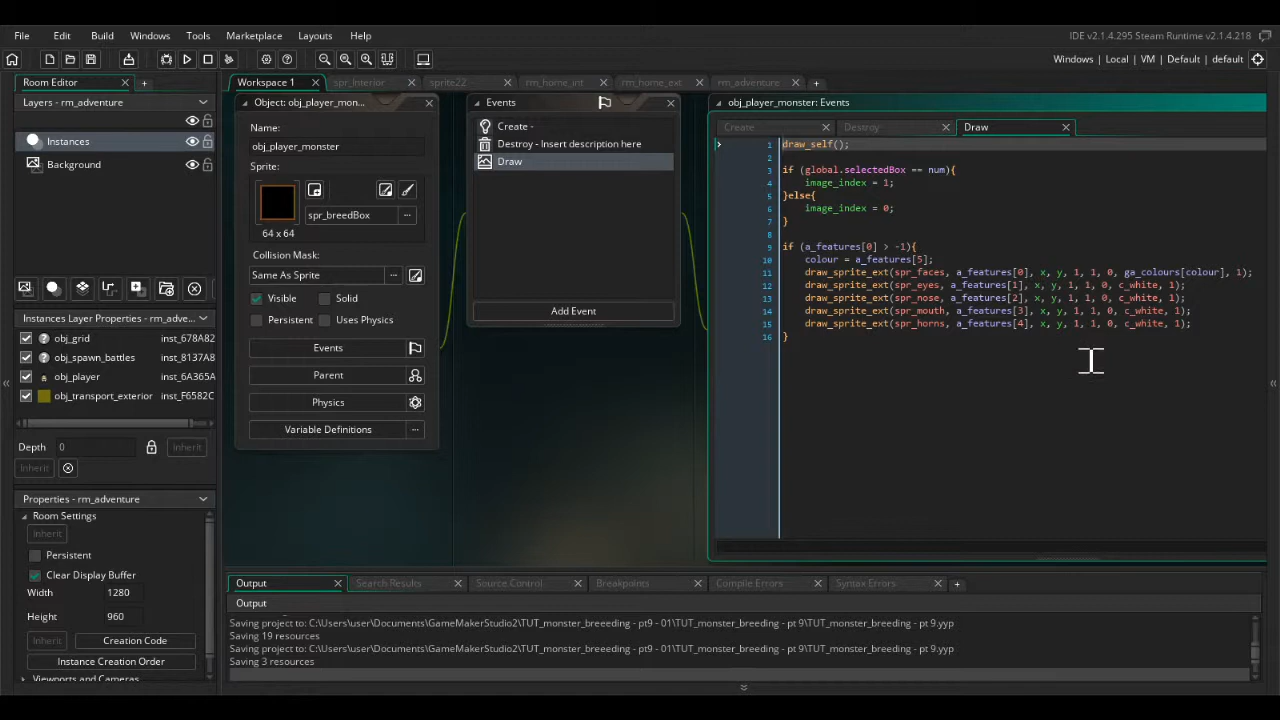 File Edit Build Windows Tools Marketplace Layouts Help IDE v2.1.4.295 Steam Runtime v2.1.4.218
Windows | Local | VM | Default | default
Room Editor
Workspace 1 spr_Interior sprite22 rm_home_int rm_home_ext rm_adventure
Layers - rm_adventure
Instances
Background
Instances Layer Properties - rm_adve...
obj_grid inst_678A82
obj_spawn_battles inst_8137A8
obj_player inst_6A365A
obj_transport_exterior inst_F6582C
Depth 0 Inherit
Inherit
Properties - rm_adventure
Room Settings
Inherit
Persistent
Clear Display Buffer
Width 1280
Height 960
Inherit Creation Code
Instance Creation Order
Viewports and Cameras
Object: obj_player_mon...
Name:
obj_player_monster
Sprite:
spr_breedBox
64 x 64
Collision Mask:
Same As Sprite
Visible Solid
Persistent Uses Physics
Events
Parent
Physics
Variable Definitions
Events
Create -
Destroy - Insert description here
Draw
Add Event
obj_player_monster: Events
Create Destroy Draw
1 draw_self();
2
3 if (global.selectedBox == num){
4 image_index = 1;
5 }else{
6 image_index = 0;
7 }
8
9 if (a_features[0] > -1){
10 colour = a_features[5];
11 draw_sprite_ext(spr_faces, a_features[0], x, y, 1, 1, 0, ga_colours[colour], 1);
12 draw_sprite_ext(spr_eyes, a_features[1], x, y, 1, 1, 0, c_white, 1);
13 draw_sprite_ext(spr_nose, a_features[2], x, y, 1, 1, 0, c_white, 1);
14 draw_sprite_ext(spr_mouth, a_features[3], x, y, 1, 1, 0, c_white, 1);
15 draw_sprite_ext(spr_horns, a_features[4], x, y, 1, 1, 0, c_white, 1);
16 }
Output Search Results Source Control Breakpoints Compile Errors Syntax Errors
Output
Saving project to: C:\Users\user\Documents\GameMakerStudio2\TUT_monster_breeeding - pt9 - 01\TUT_monster_breeding - pt 9\TUT_monster_breeding - pt 9.yyp
Saving 19 resources
Saving project to: C:\Users\user\Documents\GameMakerStudio2\TUT_monster_breeeding - pt9 - 01\TUT_monster_breeding - pt 9\TUT_monster_breeding - pt 9.yyp
Saving 3 resources